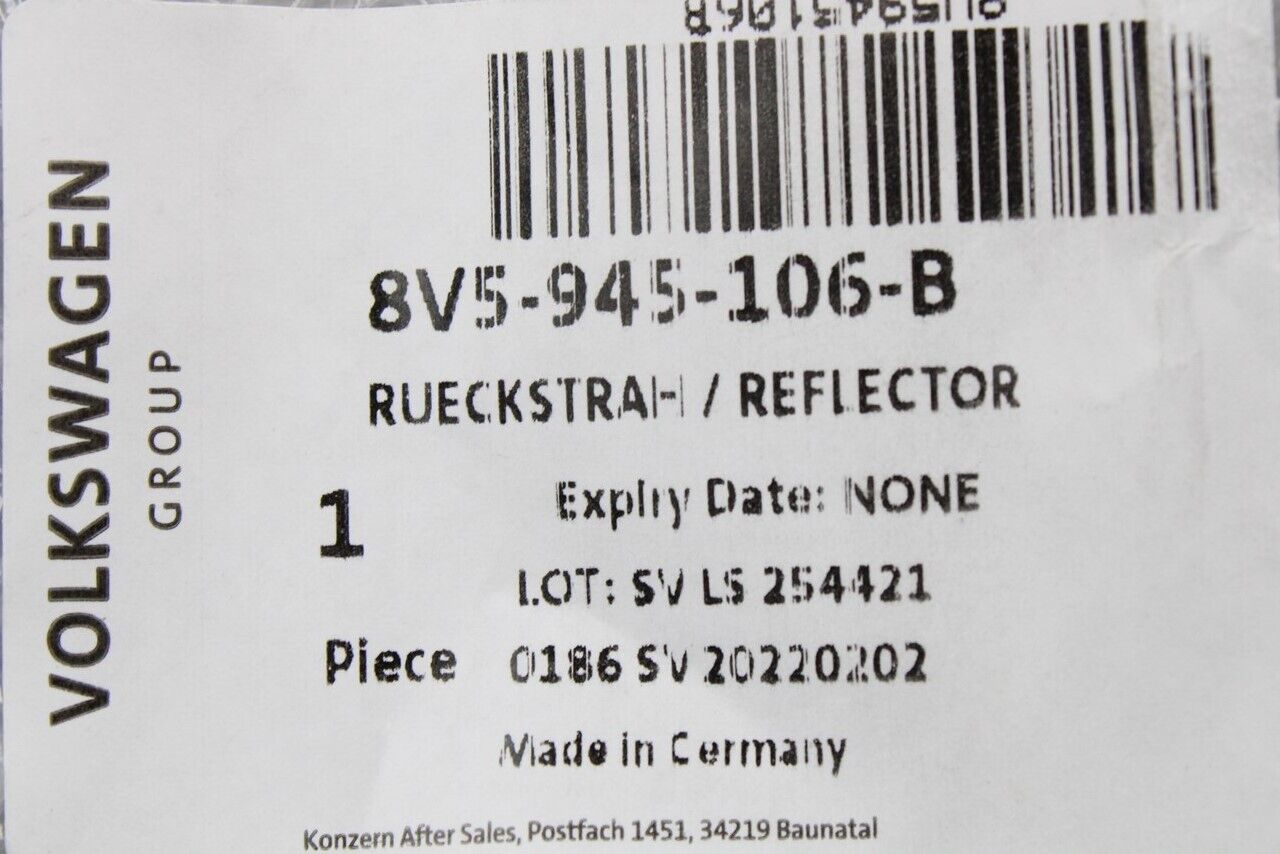 8V5945106B
8V5-945-106-B
RUECKSTRAH / REFLECTOR
1
Expiry Date: NONE
LOT: SV LS 254421
Piece 0186 SV 20220202
Made in Germany
Konzern After Sales, Postfach 1451, 34219 Baunatal
VOLKSWAGEN
GROUP